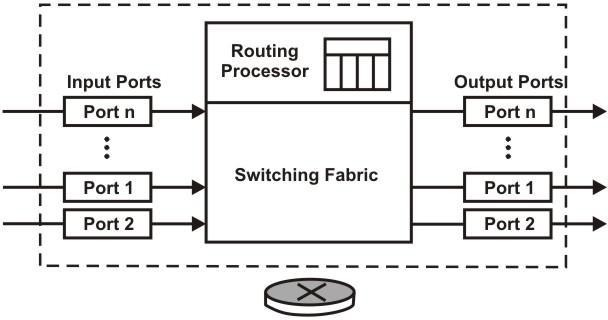 Routing
Processor
Input Ports
Output Ports
Port n
Port n
Switching Fabric
Port 1
Port 1
Port 2
Port 2